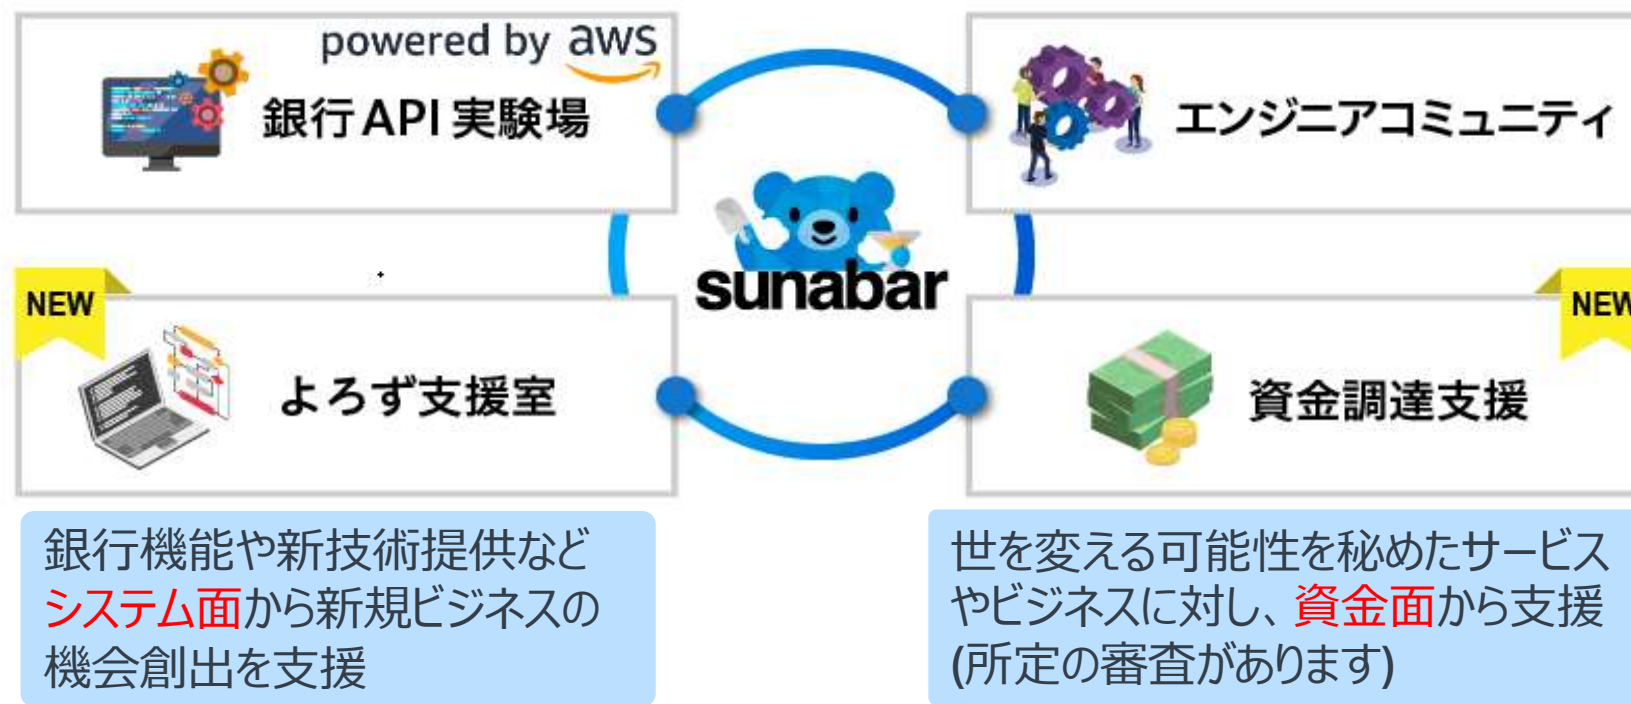 powered by aws
銀行API実験場
エンジニアコミュニティ
sunabar
NEW
よろず支援室
NEW
資金調達支援
銀行機能や新技術提供など
システム面から新規ビジネスの
機会創出を支援
世を変える可能性を秘めたサービス
やビジネスに対し、資金面から支援
(所定の審査があります)